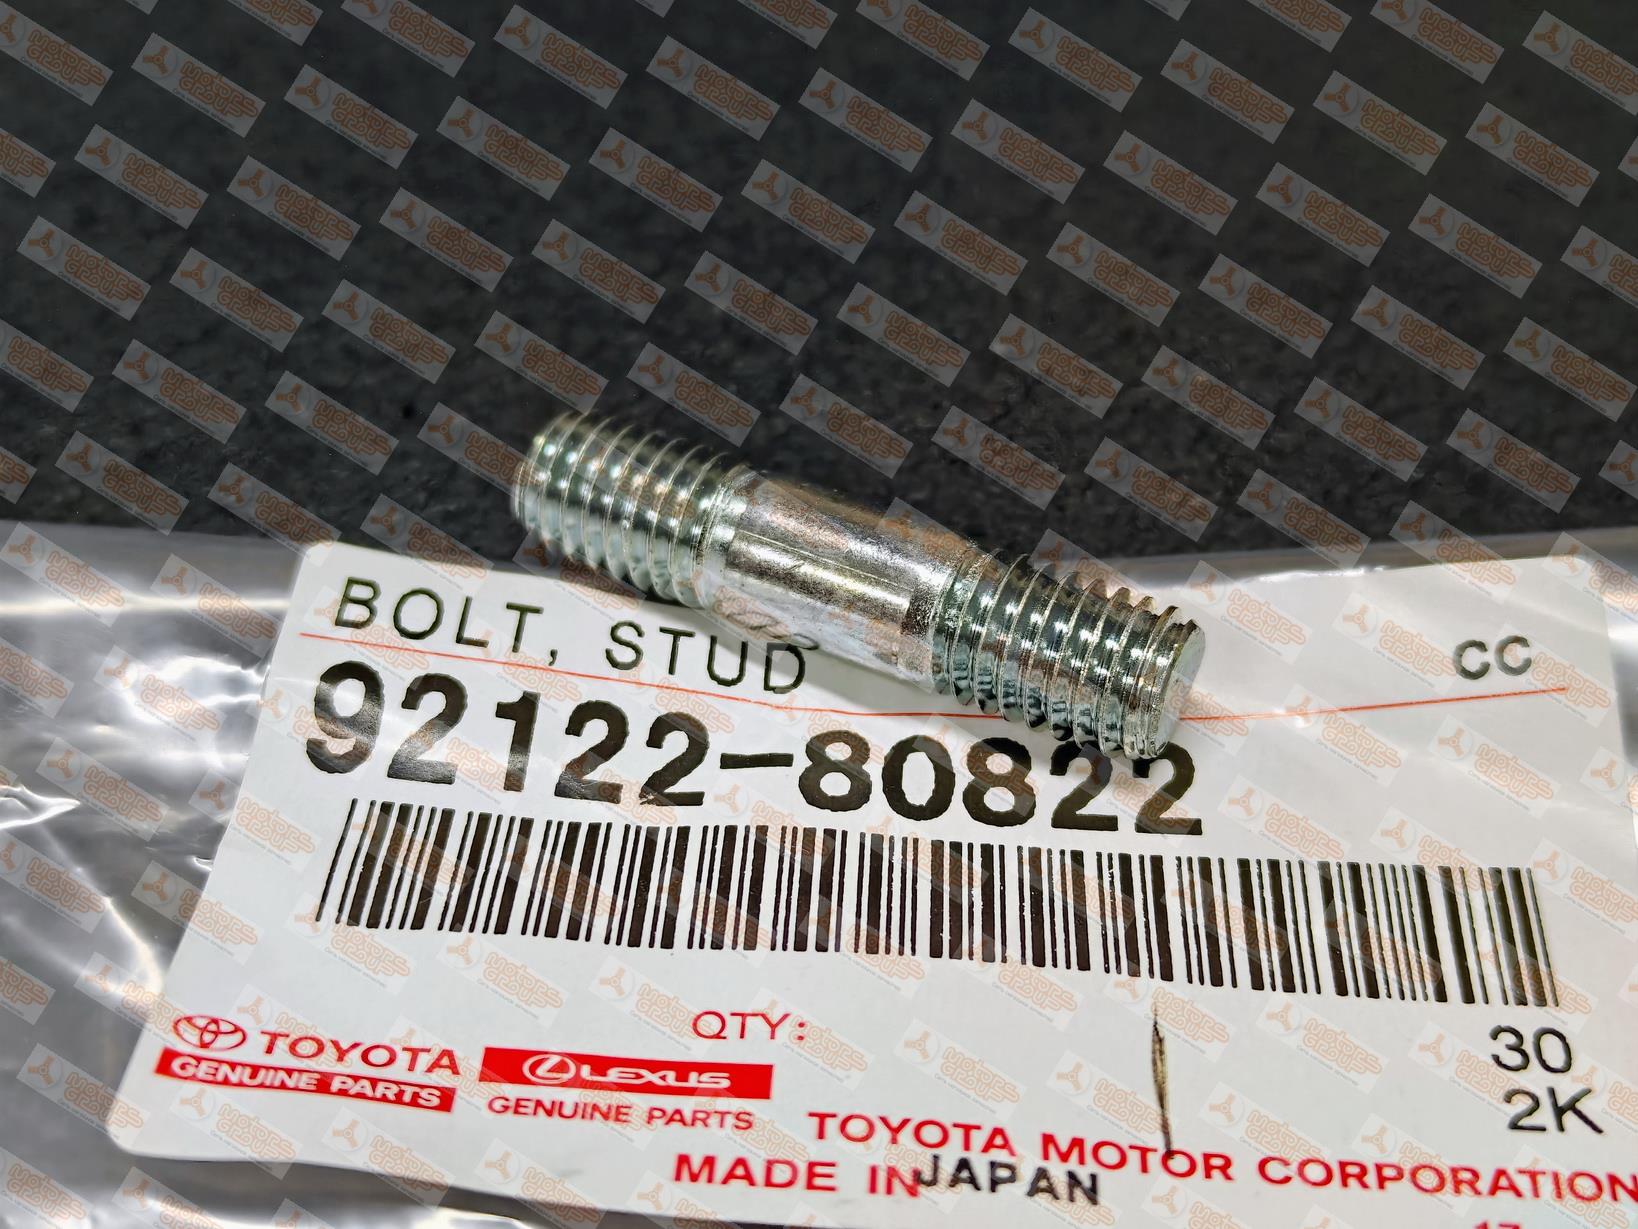 BOLT, STUD
CC
92122-80822
QTY:
30
2K
TOYOTA
GENUINE PARTS
LEXUS
GENUINE PARTS
TOYOTA MOTOR CORPORATION
MADE IN JAPAN